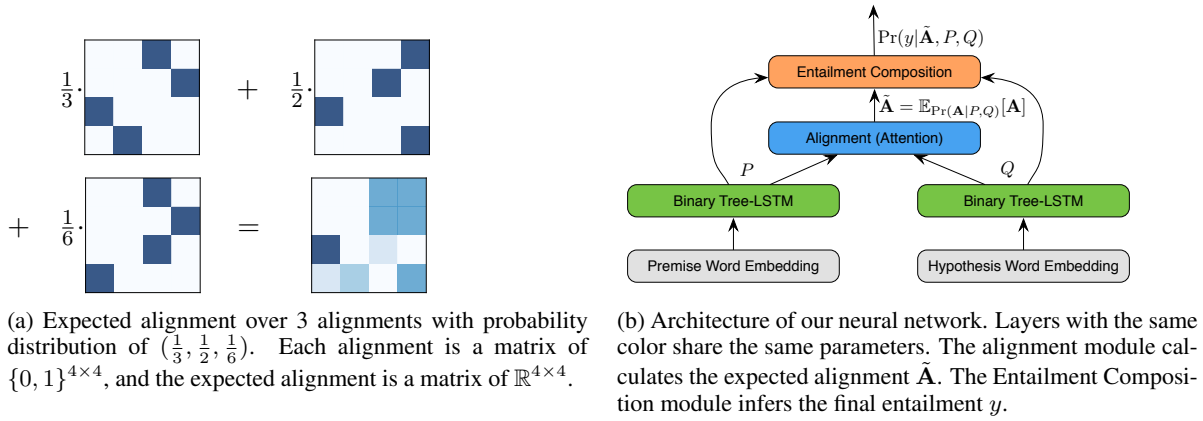 1/3 · + 1/2 ·
+ 1/6 · =
(a) Expected alignment over 3 alignments with probability
distribution of (1/3, 1/2, 1/6). Each alignment is a matrix of
{0, 1}^{4×4}, and the expected alignment is a matrix of ℝ^{4×4}.
Pr(y|Ã, P, Q)
Entailment Composition
Ã = 𝔼_{Pr(A|P,Q)}[A]
Alignment (Attention)
P Q
Binary Tree-LSTM Binary Tree-LSTM
Premise Word Embedding Hypothesis Word Embedding
(b) Architecture of our neural network. Layers with the same
color share the same parameters. The alignment module cal-
culates the expected alignment Ã. The Entailment Composi-
tion module infers the final entailment y.